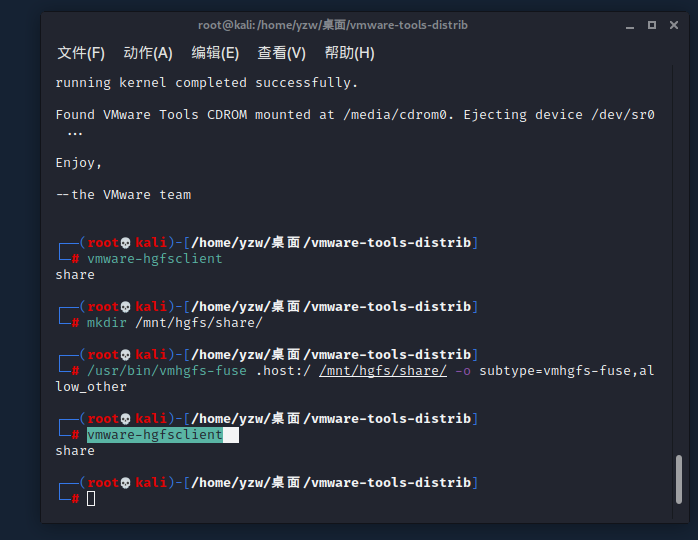 root@kali:/home/yzw/桌面/vmware-tools-distrib
文件(F) 动作(A) 编辑(E) 查看(V) 帮助(H)
running kernel completed successfully.
Found VMware Tools CDROM mounted at /media/cdrom0. Ejecting device /dev/sr0
...
Enjoy,
--the VMware team
┌──(root💀kali)-[/home/yzw/桌面/vmware-tools-distrib]
└─# vmware-hgfsclient
share
┌──(root💀kali)-[/home/yzw/桌面/vmware-tools-distrib]
└─# mkdir /mnt/hgfs/share/
┌──(root💀kali)-[/home/yzw/桌面/vmware-tools-distrib]
└─# /usr/bin/vmhgfs-fuse .host:/ /mnt/hgfs/share/ -o subtype=vmhgfs-fuse,al
low_other
┌──(root💀kali)-[/home/yzw/桌面/vmware-tools-distrib]
└─# vmware-hgfsclient
share
┌──(root💀kali)-[/home/yzw/桌面/vmware-tools-distrib]
└─#